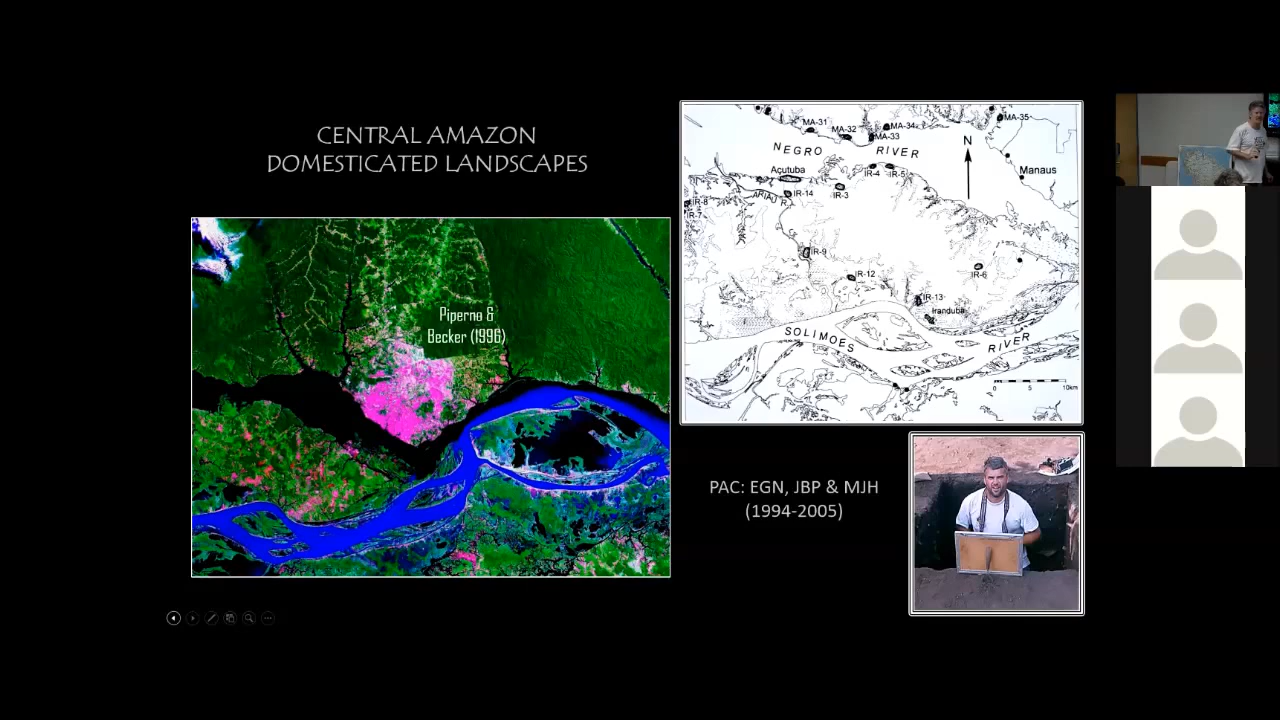 CENTRAL AMAZON
DOMESTICATED LANDSCAPES
Piperno &
Becker (1996)
MA-31
MA-32
MA-34
MA-33
MA-35
NEGRO RIVER
N
Manaus
Açutuba
IR-4
IR-5
IR-14
IR-3
ARIAU R.
IR-8
IR-7
IR-9
IR-12
IR-6
IR-13
Iranduba
SOLIMOES RIVER
0 5 10km
PAC: EGN, JBP & MJH
(1994-2005)